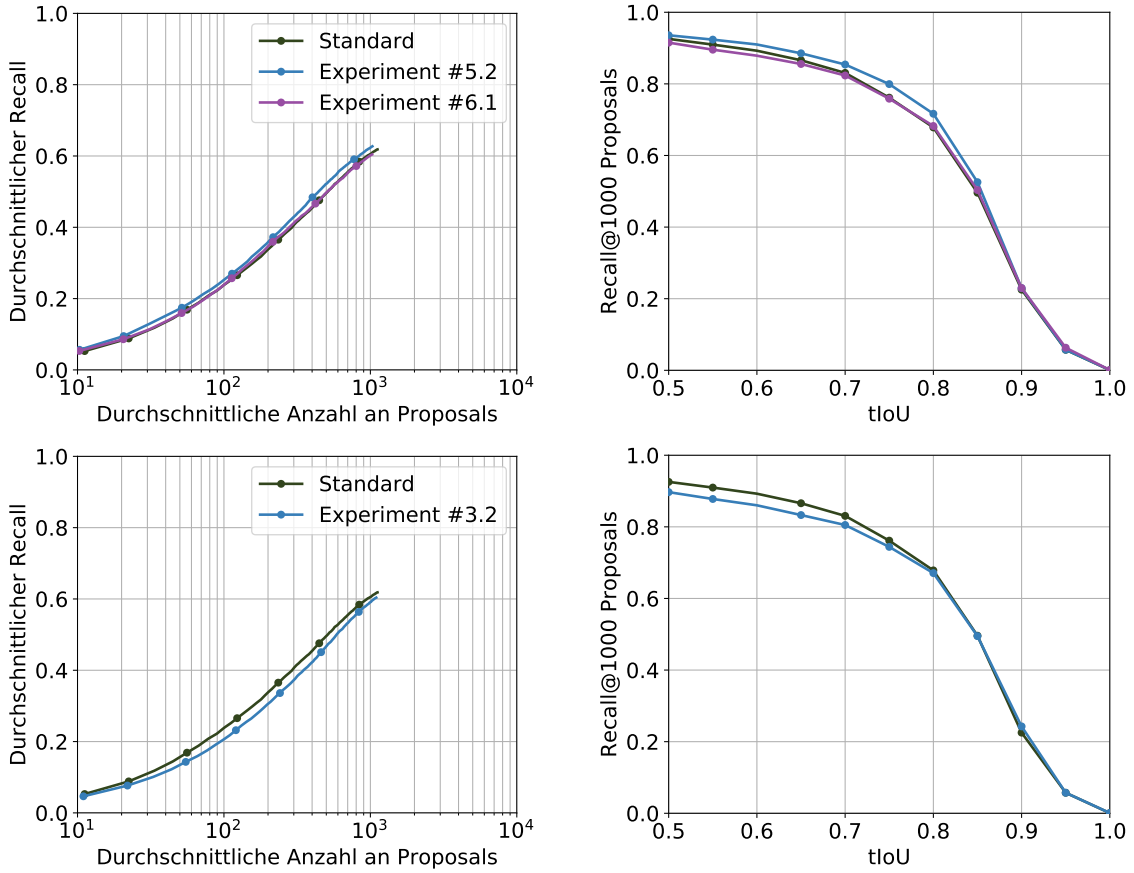 1.0
0.8
0.6
0.4
0.2
0.0
Durchschnittlicher Recall
Standard
Experiment #5.2
Experiment #6.1
10¹ 10² 10³ 10⁴
Durchschnittliche Anzahl an Proposals
1.0
0.8
0.6
0.4
0.2
0.0
Recall@1000 Proposals
0.5 0.6 0.7 0.8 0.9 1.0
tIoU
1.0
0.8
0.6
0.4
0.2
0.0
Durchschnittlicher Recall
Standard
Experiment #3.2
10¹ 10² 10³ 10⁴
Durchschnittliche Anzahl an Proposals
1.0
0.8
0.6
0.4
0.2
0.0
Recall@1000 Proposals
0.5 0.6 0.7 0.8 0.9 1.0
tIoU